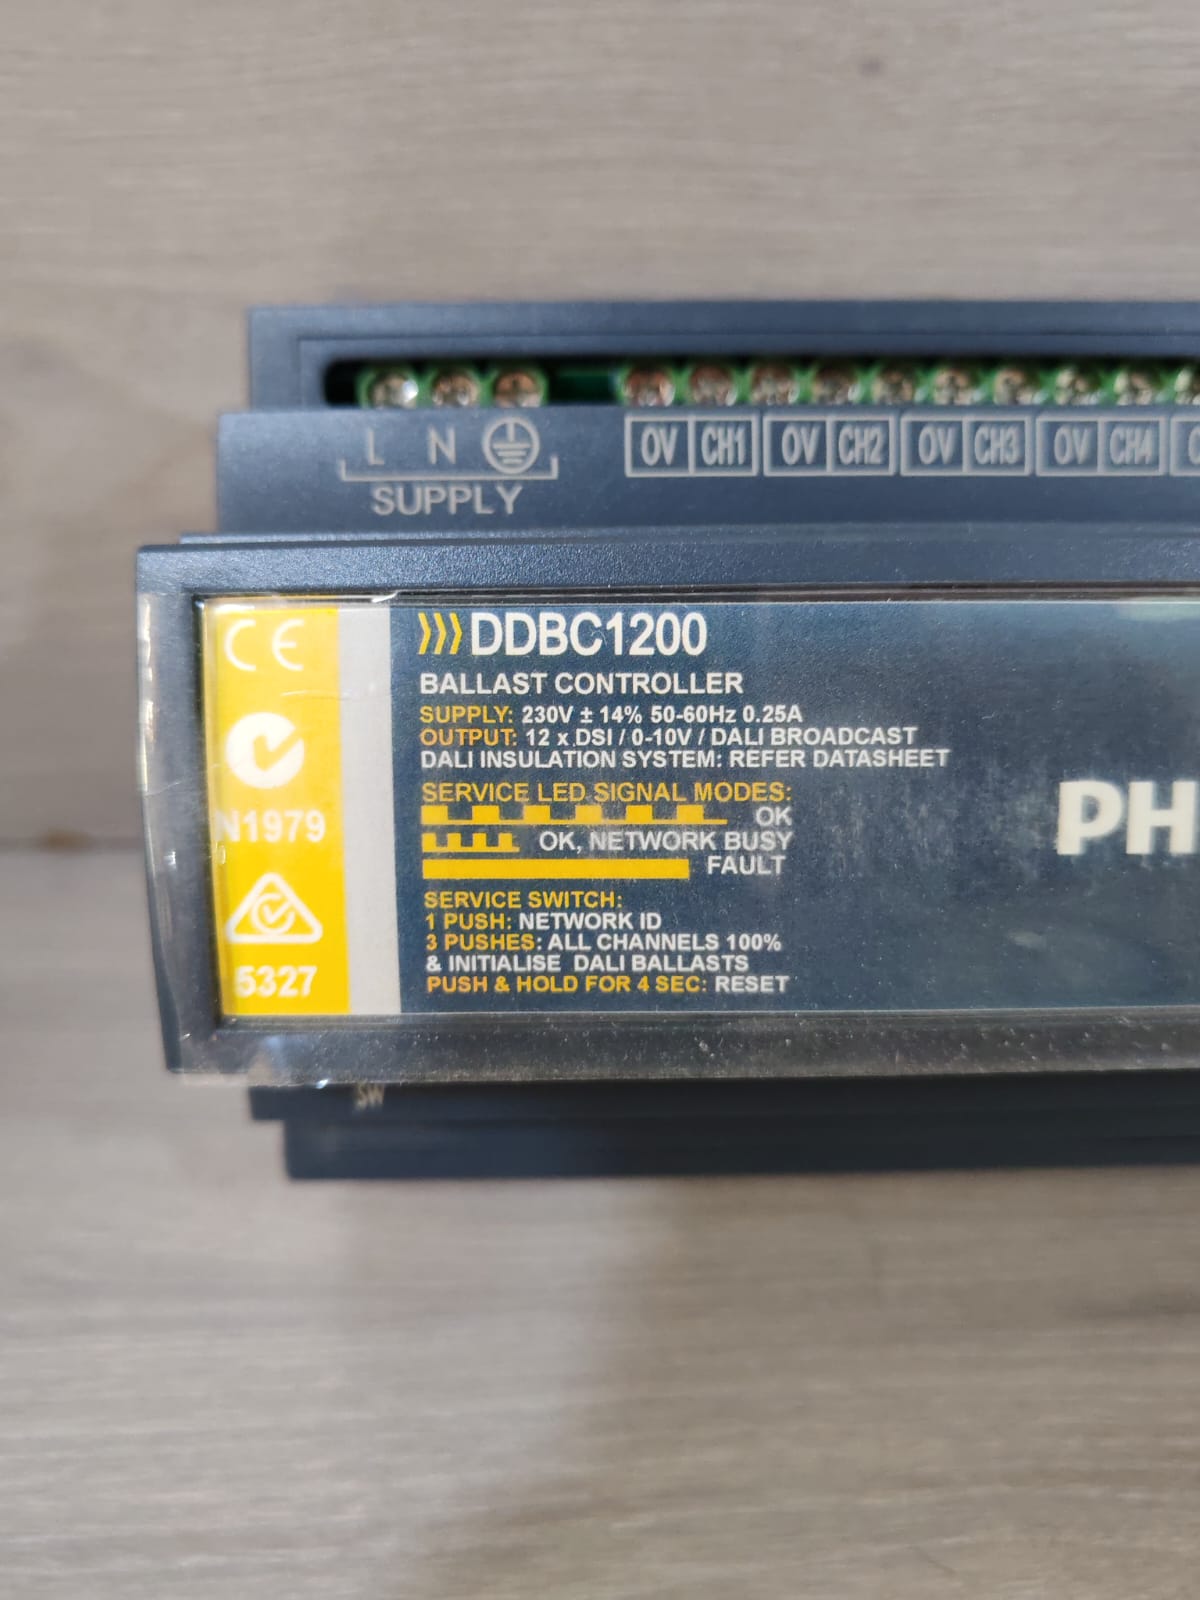 L N
SUPPLY
0V CH1 0V CH2 0V CH3 0V CH4
CE
N1979
5327
DDBC1200
BALLAST CONTROLLER
SUPPLY: 230V ± 14% 50-60Hz 0.25A
OUTPUT: 12 x DSI / 0-10V / DALI BROADCAST
DALI INSULATION SYSTEM: REFER DATASHEET
SERVICE LED SIGNAL MODES:
OK
OK, NETWORK BUSY
FAULT
SERVICE SWITCH:
1 PUSH: NETWORK ID
3 PUSHES: ALL CHANNELS 100%
& INITIALISE DALI BALLASTS
PUSH & HOLD FOR 4 SEC: RESET
PH
SW